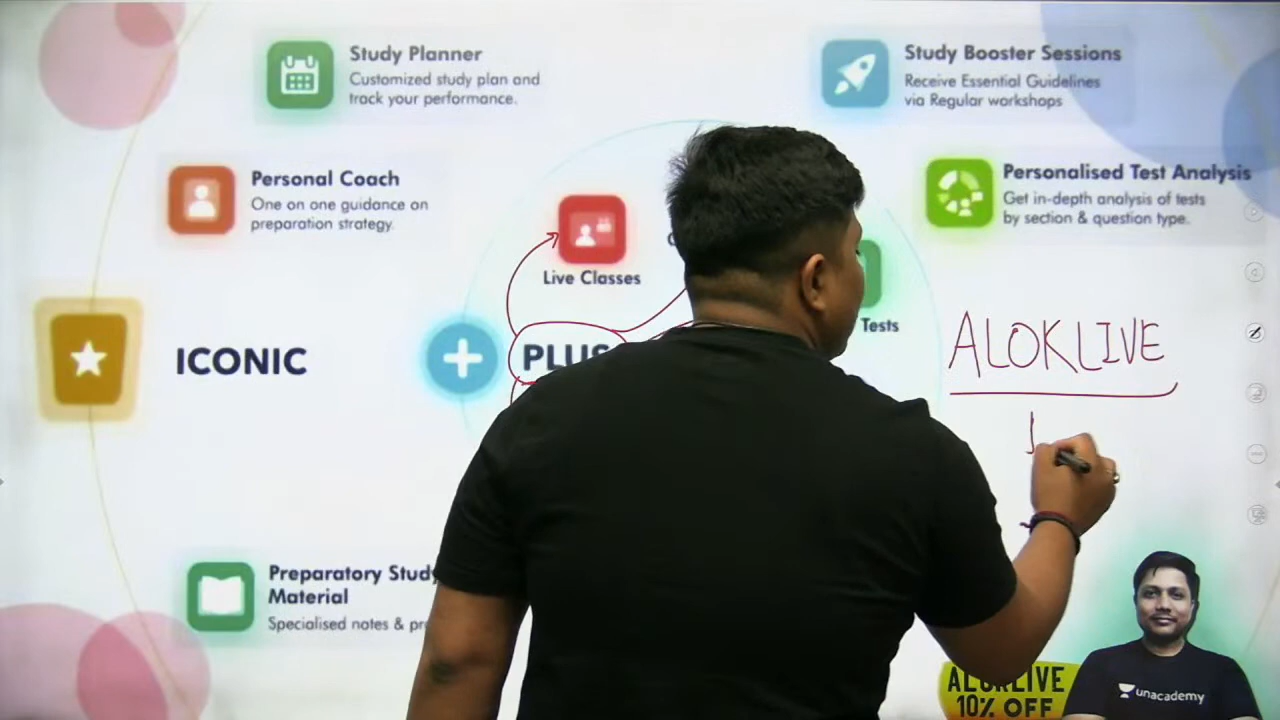 Study Planner
Customized study plan and
track your performance.
Study Booster Sessions
Receive Essential Guidelines
via Regular workshops
Personal Coach
One on one guidance on
preparation strategy.
Personalised Test Analysis
Get in-depth analysis of tests
by section & question type.
Live Classes
Tests
ICONIC
PLUS
ALOKLIVE
Preparatory Study
Material
Specialised notes &
ALOKLIVE
10% OFF
unacademy